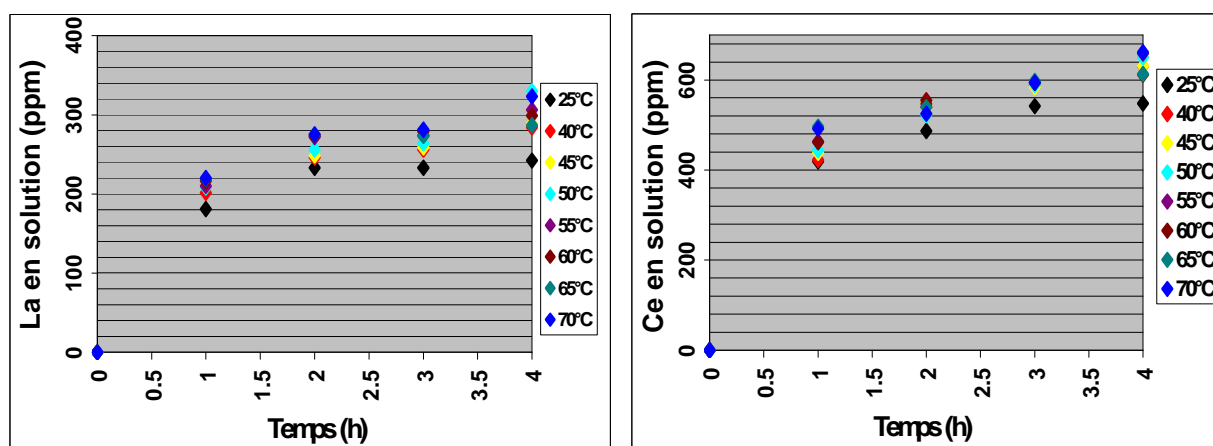 La en solution (ppm)
400
300
200
100
0
0
0.5
1
1.5
2
2.5
3
3.5
4
Temps (h)
25°C
40°C
45°C
50°C
55°C
60°C
65°C
70°C
Ce en solution (ppm)
600
400
200
0
0
0.5
1
1.5
2
2.5
3
3.5
4
Temps (h)
25°C
40°C
45°C
50°C
55°C
60°C
65°C
70°C